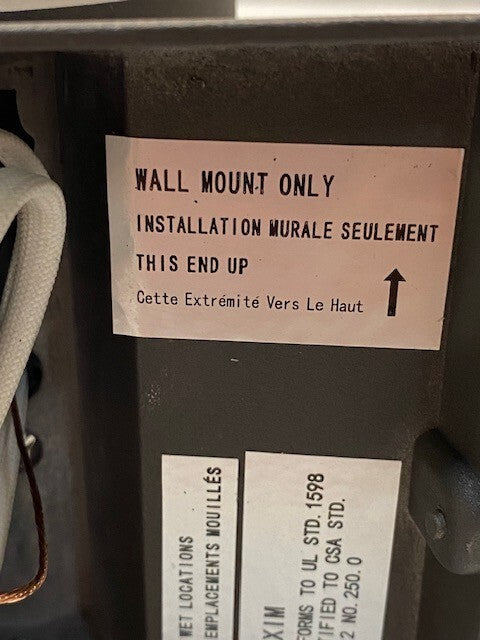 WALL MOUNT ONLY
INSTALLATION MURALE SEULEMENT
THIS END UP
Cette Extrémité Vers Le Haut
WET LOCATIONS
EMPLACEMENTS MOUILLÉS
XIM
FORMS TO UL STD. 1598
TIFIED TO CSA STD.
2 NO. 250.0